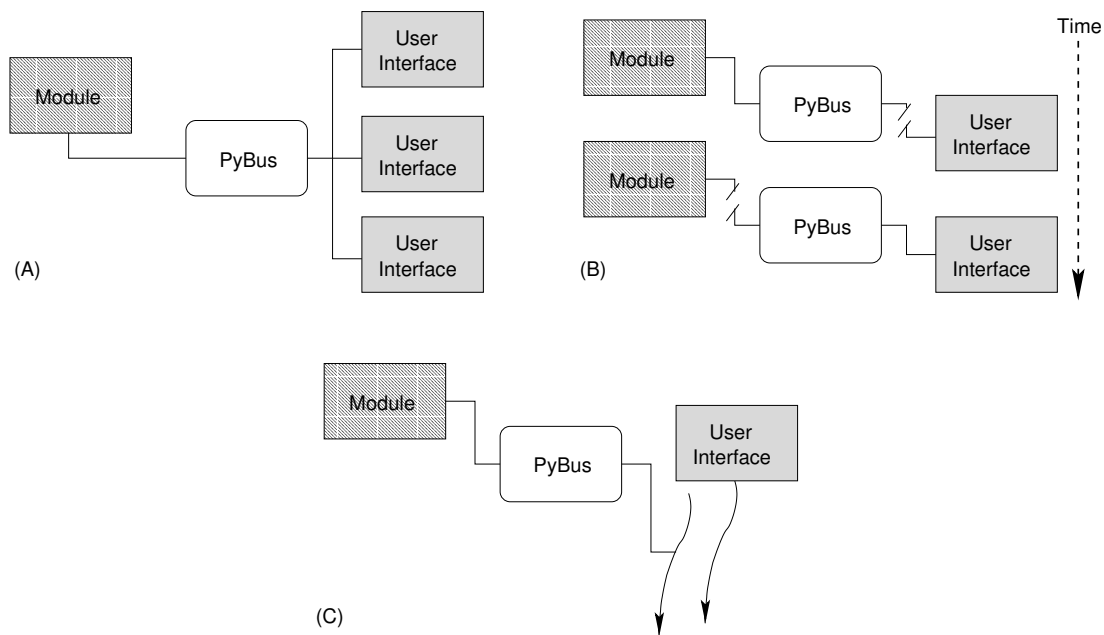 Module
PyBus
User
Interface
User
Interface
User
Interface
(A)
Time
Module
PyBus
User
Interface
Module
PyBus
User
Interface
(B)
Module
PyBus
User
Interface
(C)